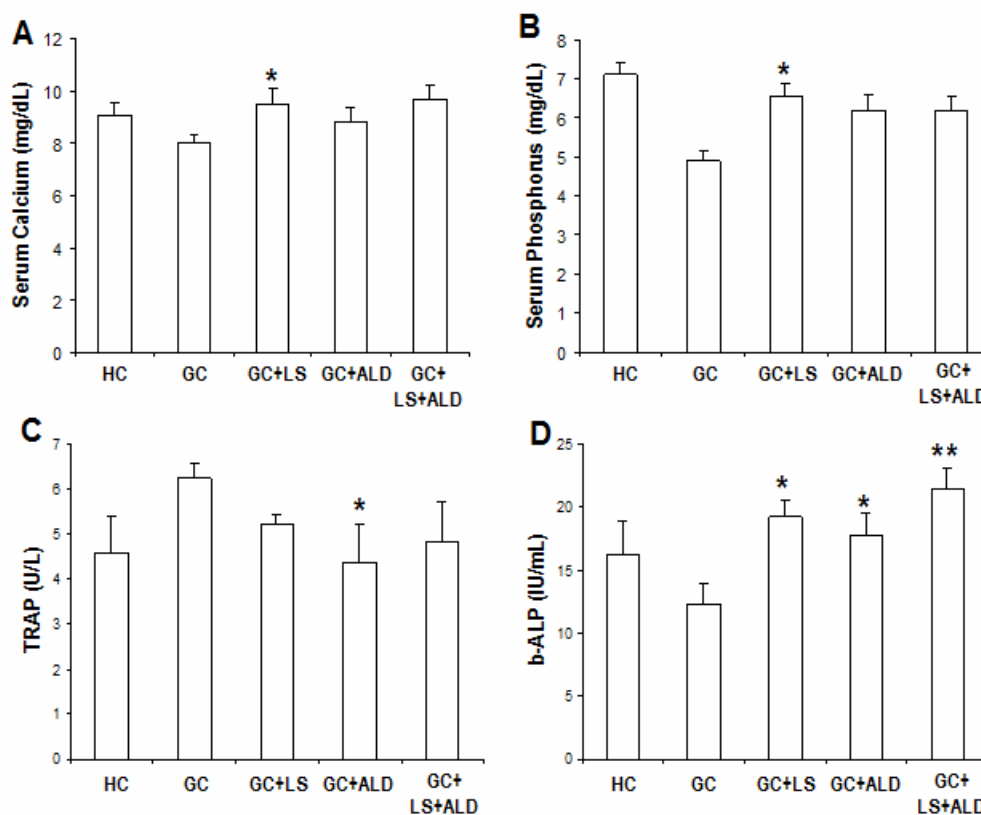 A
Serum Calcium (mg/dL)
12
10
8
6
4
2
0
*
HC GC GC+LS GC+ALD GC+
LS+ALD
B
Serum Phosphorus (mg/dL)
8
7
6
5
4
3
2
1
0
*
HC GC GC+LS GC+ALD GC+
LS+ALD
C
TRAP (U/L)
7
6
5
4
3
2
1
0
*
HC GC GC+LS GC+ALD GC+
LS+ALD
D
b-ALP (IU/mL)
25
20
15
10
5
0
* * **
HC GC GC+LS GC+ALD GC+
LS+ALD